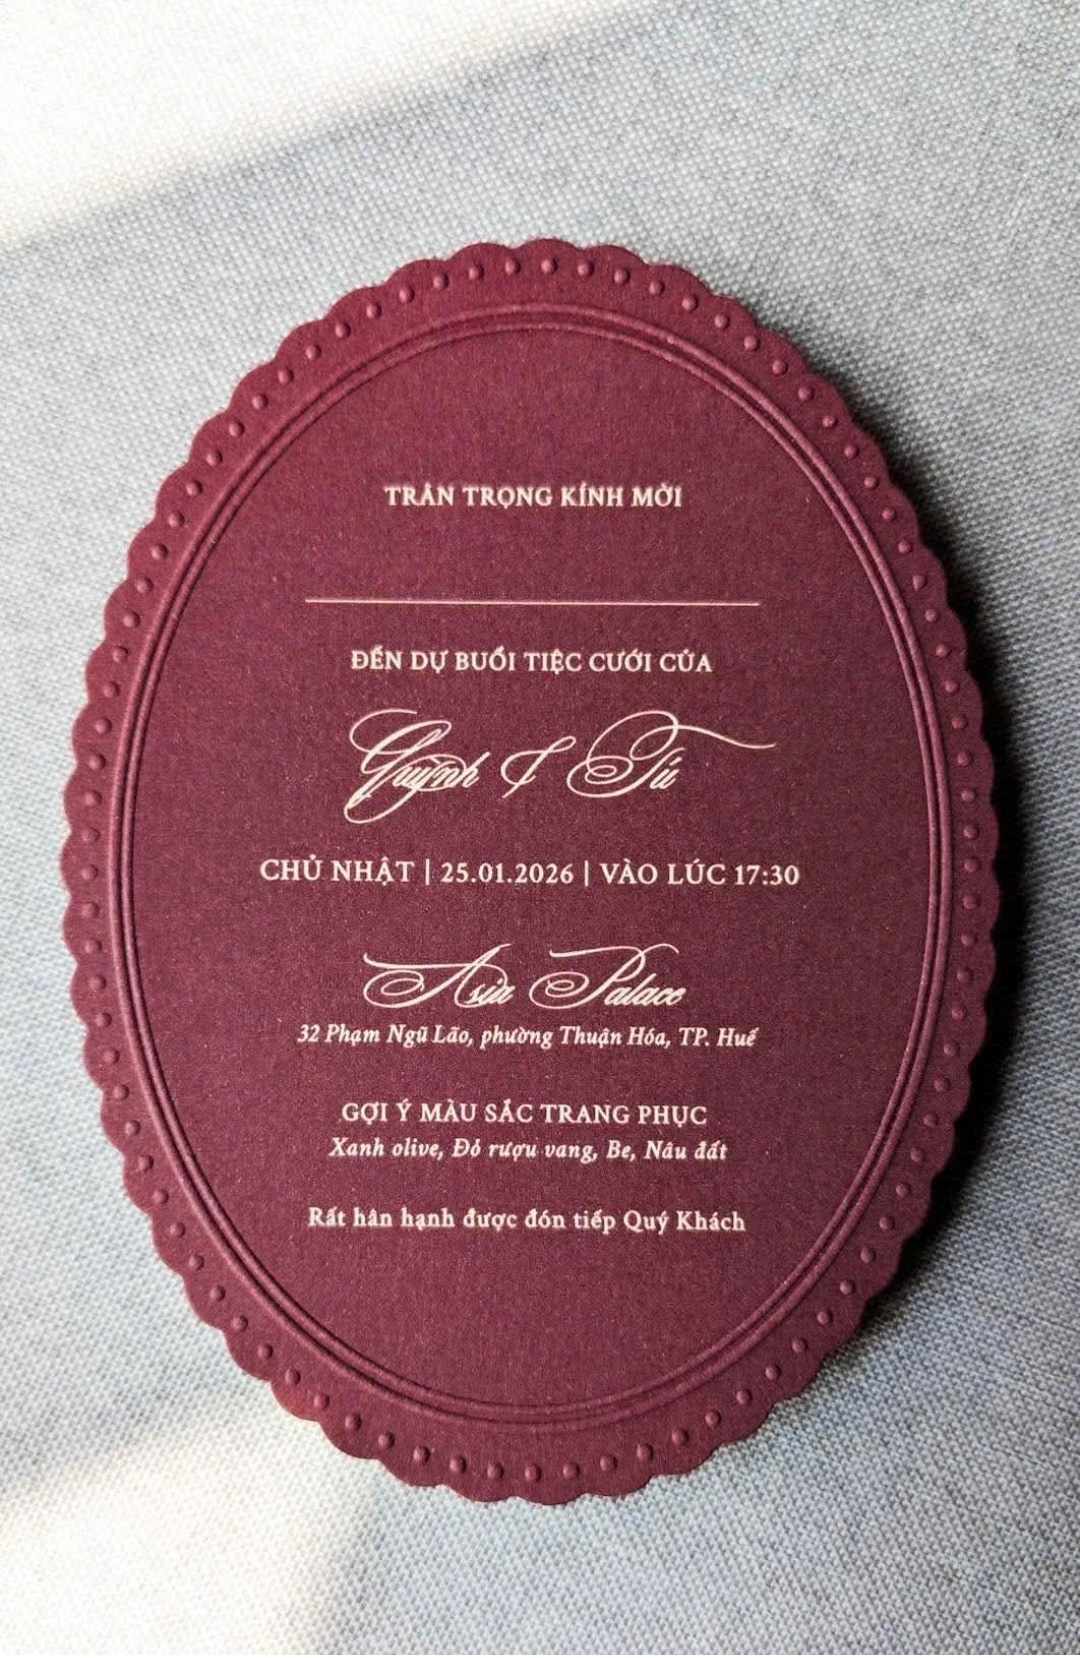 TRÂN TRỌNG KÍNH MỜI
ĐẾN DỰ BUỔI TIỆC CƯỚI CỦA
Quỳnh & Tú
CHỦ NHẬT | 25.01.2026 | VÀO LÚC 17:30
Asia Palace
32 Phạm Ngũ Lão, phường Thuận Hóa, TP. Huế
GỢI Ý MÀU SẮC TRANG PHỤC
Xanh olive, Đỏ rượu vang, Be, Nâu đất
Rất hân hạnh được đón tiếp Quý Khách